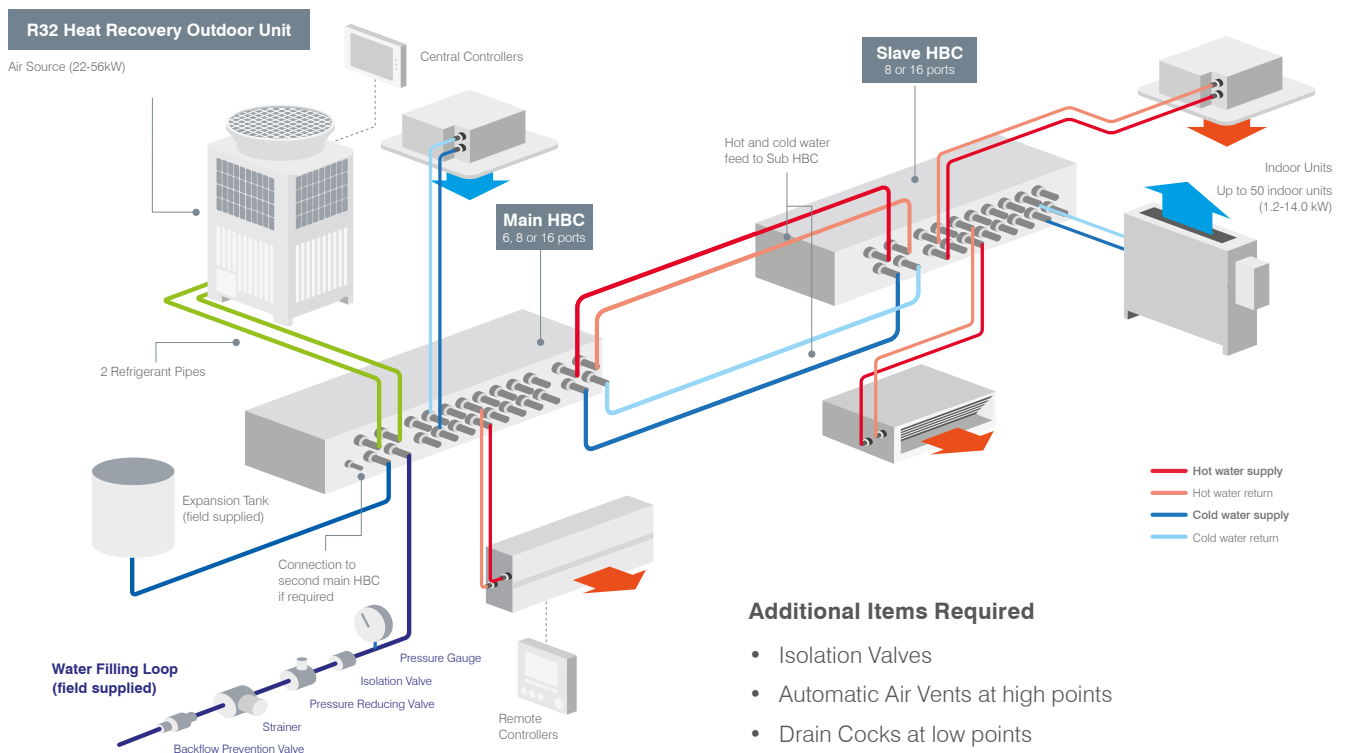 R32 Heat Recovery Outdoor Unit
Air Source (22-56kW)
Central Controllers
Slave HBC
8 or 16 ports
Hot and cold water
feed to Sub HBC
Indoor Units
Up to 50 indoor units
(1.2-14.0 kW)
Main HBC
6, 8 or 16 ports
2 Refrigerant Pipes
Expansion Tank
(field supplied)
Connection to
second main HBC
if required
Hot water supply
Hot water return
Cold water supply
Cold water return
Water Filling Loop
(field supplied)
Pressure Gauge
Isolation Valve
Pressure Reducing Valve
Strainer
Backflow Prevention Valve
Remote
Controllers
Additional Items Required
• Isolation Valves
• Automatic Air Vents at high points
• Drain Cocks at low points